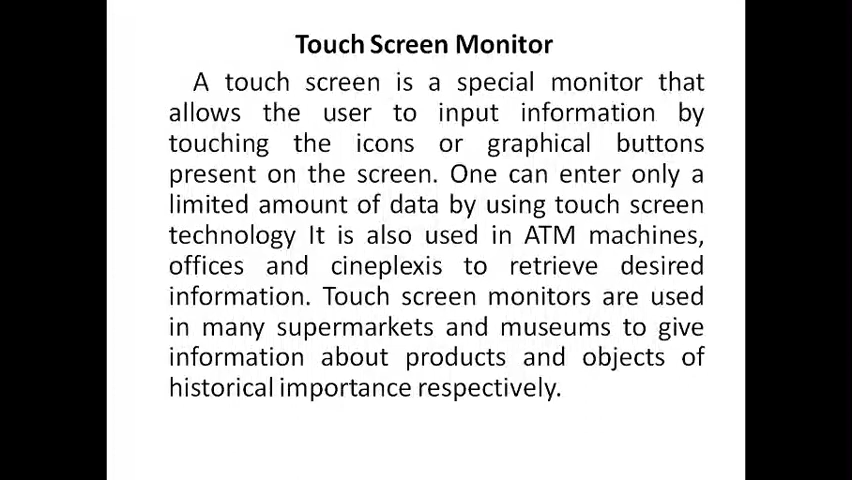 Touch Screen Monitor
A touch screen is a special monitor that
allows the user to input information by
touching the icons or graphical buttons
present on the screen. One can enter only a
limited amount of data by using touch screen
technology It is also used in ATM machines,
offices and cineplexis to retrieve desired
information. Touch screen monitors are used
in many supermarkets and museums to give
information about products and objects of
historical importance respectively.